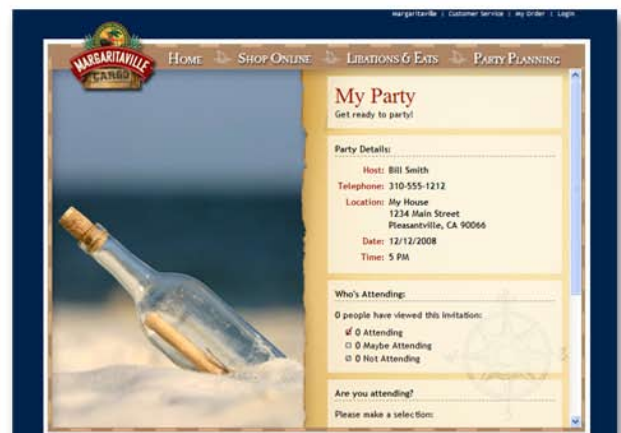 Margaritaville | Customer Service | My Order | Login
MARGARITAVILLE
CARGO
HOME SHOP ONLINE LIBATIONS & EATS PARTY PLANNING
My Party
Get ready to party!
Party Details:
Host: Bill Smith
Telephone: 310-555-1212
Location: My House
1234 Main Street
Pleasantville, CA 90066
Date: 12/12/2008
Time: 5 PM
Who's Attending:
0 people have viewed this invitation:
0 Attending
0 Maybe Attending
0 Not Attending
Are you attending?
Please make a selection: